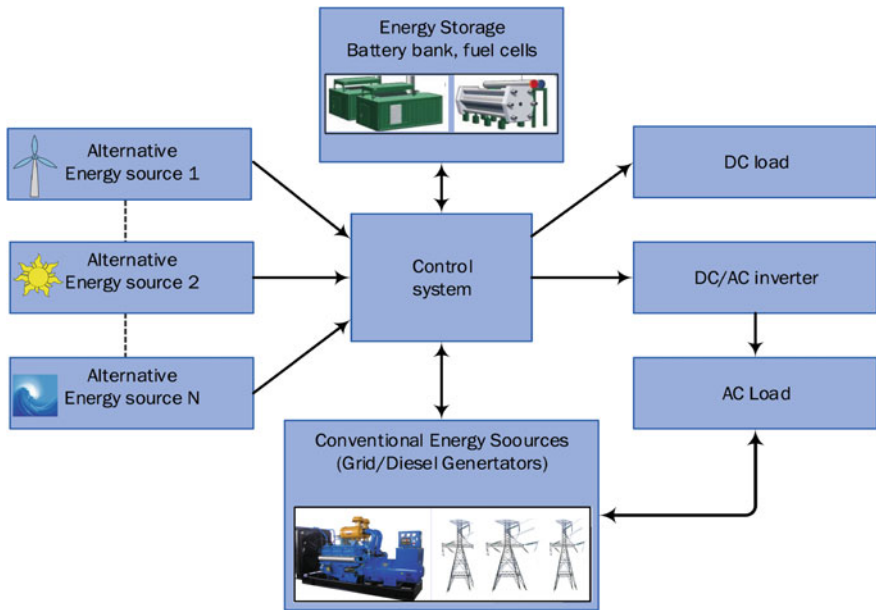 Energy Storage
Battery bank, fuel cells
Alternative
Energy source 1
Alternative
Energy source 2
Alternative
Energy source N
Control
system
DC load
DC/AC inverter
AC Load
Conventional Energy Soources
(Grid/Diesel Genertators)